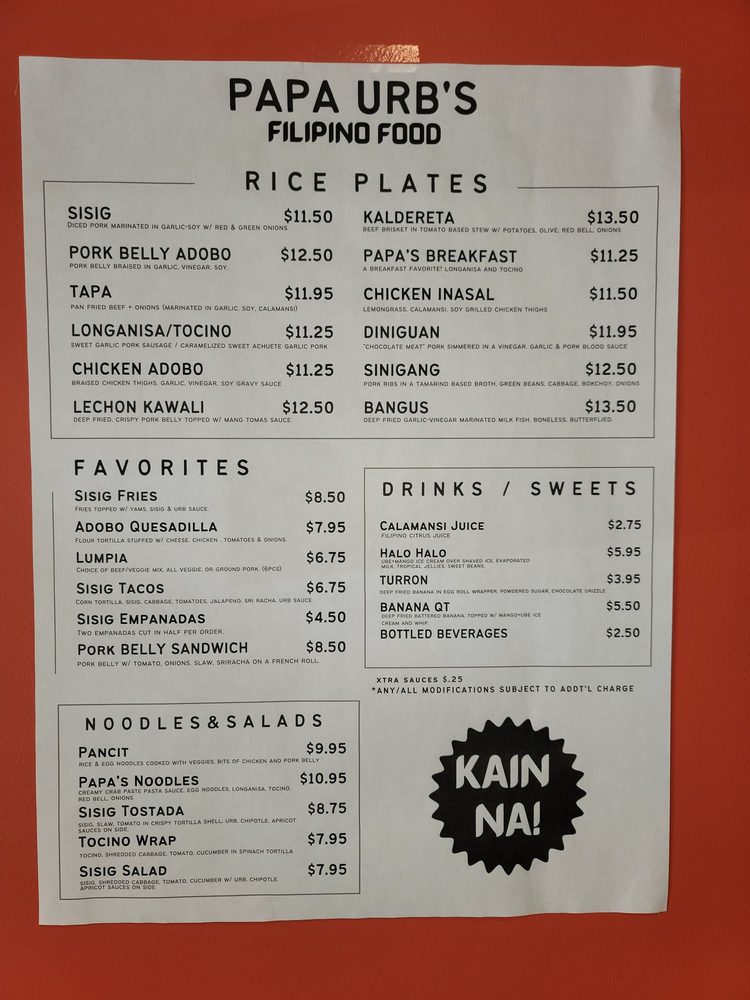 PAPA URB'S
FILIPINO FOOD
RICE PLATES
SISIG $11.50
DICED PORK MARINATED IN GARLIC-SOY W/ RED & GREEN ONIONS
PORK BELLY ADOBO $12.50
PORK BELLY BRAISED IN GARLIC, VINEGAR, SOY.
TAPA $11.95
PAN FRIED BEEF + ONIONS (MARINATED IN GARLIC, SOY, CALAMANSI)
LONGANISA/TOCINO $11.25
SWEET GARLIC PORK SAUSAGE / CARAMELIZED SWEET ACHUETE GARLIC PORK
CHICKEN ADOBO $11.25
BRAISED CHICKEN THIGHS, GARLIC, VINEGAR, SOY GRAVY SAUCE
LECHON KAWALI $12.50
DEEP FRIED, CRISPY PORK BELLY TOPPED W/ MANG TOMAS SAUCE.
KALDERETA $13.50
BEEF BRISKET IN TOMATO BASED STEW W/ POTATOES, OLIVE, RED BELL, ONIONS
PAPA'S BREAKFAST $11.25
A BREAKFAST FAVORITE! LONGANISA AND TOCINO
CHICKEN INASAL $11.50
LEMONGRASS, CALAMANSI, SOY GRILLED CHICKEN THIGHS
DINIGUAN $11.95
"CHOCOLATE MEAT" PORK SIMMERED IN A VINEGAR, GARLIC & PORK BLOOD SAUCE
SINIGANG $12.50
PORK RIBS IN A TAMARIND BASED BROTH, GREEN BEANS, CABBAGE, BOKCHOY, ONIONS
BANGUS $13.50
DEEP FRIED GARLIC-VINEGAR MARINATED MILK FISH. BONELESS, BUTTERFLIED.
FAVORITES
SISIG FRIES $8.50
FRIES TOPPED W/ YAMS, SISIG & URB SAUCE.
ADOBO QUESADILLA $7.95
FLOUR TORTILLA STUFFED W/ CHEESE, CHICKEN, TOMATOES & ONIONS
LUMPIA $6.75
CHOICE OF BEEF/VEGGIE MIX, ALL VEGGIE, OR GROUND PORK. (6PCS)
SISIG TACOS $6.75
CORN TORTILLA, SISIG, CABBAGE, TOMATOES, JALAPENO, SRI RACHA, URB SAUCE.
SISIG EMPANADAS $4.50
TWO EMPANADAS CUT IN HALF PER ORDER.
PORK BELLY SANDWICH $8.50
PORK BELLY W/ TOMATO, ONIONS, SLAW, SRIRACHA ON A FRENCH ROLL.
DRINKS / SWEETS
CALAMANSI JUICE $2.75
FILIPINO CITRUS JUICE
HALO HALO $5.95
UBE+MANGO ICE CREAM OVER SHAVED ICE, EVAPORATED
MILK, TROPICAL JELLIES, SWEET BEANS.
TURRON $3.95
DEEP FRIED BANANA IN EGG ROLL WRAPPER, POWDERED SUGAR, CHOCOLATE DRIZZLE
BANANA QT $5.50
DEEP FRIED BATTERED BANANA, TOPPED W/ MANGO+UBE ICE
CREAM AND WHIP.
BOTTLED BEVERAGES $2.50
XTRA SAUCES $.25
*ANY/ALL MODIFICATIONS SUBJECT TO ADDT'L CHARGE
NOODLES&SALADS
PANCIT $9.95
RICE & EGG NOODLES COOKED WITH VEGGIES, BITS OF CHICKEN AND PORK BELLY
PAPA'S NOODLES $10.95
CREAMY CRAB PASTE PASTA SAUCE, EGG NOODLES, LONGANISA, TOCINO,
RED BELL, ONIONS
SISIG TOSTADA $8.75
SISIG, SLAW, TOMATO IN CRISPY TORTILLA SHELL, URB, CHIPOTLE, APRICOT
SAUCES ON SIDE.
TOCINO WRAP $7.95
TOCINO, SHREDDED CABBAGE, TOMATO, CUCUMBER IN SPINACH TORTILLA
SISIG SALAD $7.95
SISIG, SHREDDED CABBAGE, TOMATO, CUCUMBER W/ URB, CHIPOTLE,
APRICOT SAUCES ON SIDE
KAIN
NA!